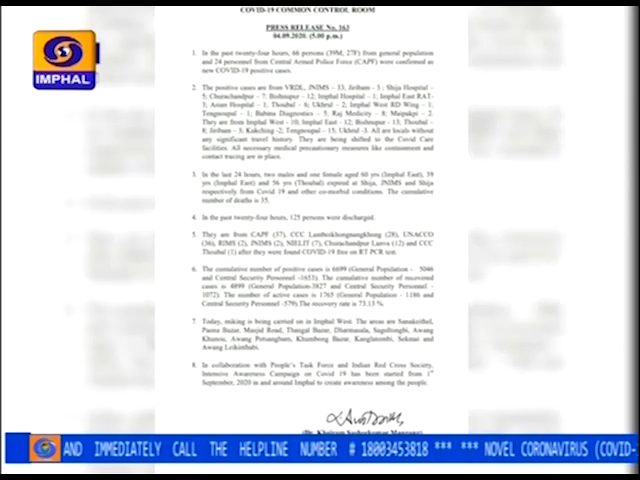 COVID-19 COMMON CONTROL ROOM
PRESS RELEASE No. 163
04.09.2020. (5.00 p.m.)
IMPHAL
1. In the past twenty-four hours, 66 persons (39M, 27F) from general population
and 24 personnel from Central Armed Police Force (CAPF) were confirmed as
new COVID-19 positive cases.
2. The positive cases are from VRDL, JNIMS – 33; Jiribam - 3 ; Shija Hospital –
5; Churachandpur – 7; Bishnupur – 12; Imphal Hospital – 1; Imphal East RAT-
3; Asian Hospital – 1; Thoubal – 6; Ukhrul – 2; Imphal West RD Wing – 1;
Tengnoupal – 1, Babina Diagnostics – 5, Raj Medicity – 8;
They are from Imphal West - 10; Imphal East – 12; Bishnupur – 13; Thoubal –
8; Jiribam – 3, Kakching -2, Tengnoupal – 15, Ukhrul -3. All are locals without
any significant travel history. They are being shifted to the Covid Care
facilities. All necessary medical precautionary measures like containment and
contact tracing are in place.
3. In the last 24 hours, two males and one female aged 60 yrs (Imphal East), 39
yrs (Imphal East) and 56 yrs (Thoubal) expired at Shija, JNIMS and Shija
respectively from Covid 19 and other co-morbid conditions. The cumulative
number of deaths is 35.
4. In the past twenty-four hours, 125 persons were discharged.
5. They are from CAPF (37), CCC Lamboikhongnangkhong (28), UNACCO
(36), RIMS (2), JNIMS (2), NIELIT (7), Churachandpur Lanva (12) and CCC
Thoubal (1) after they were found COVID-19 free on RT PCR test.
6. The cumulative number of positive cases is 6699 (General Population - 5046
and Central Security Personnel -1653). The cumulative number of recovered
cases is 4899 (General Population-3827 and Central Security Personnel -
1072). The number of active cases is 1765 (General Population - 1186 and
Central Security Personnel -579). The recovery rate is 73.13 %.
7. Today, miking is being carried on in Imphal West. The areas are Sanakeithel,
Paona Bazar, Masjid Road, Thangal Bazar, Dharmasala, Sagolband, Awang
Khunou, Awang Potsangbam, Khumbong Bazar, Kanglatombi, Sekmai and
Awang Leikinthabi.
8. In collaboration with People's Task Force and Indian Red Cross Society,
Intensive Awareness Campaign on Covid 19 has been started from 1st
September, 2020 in and around Imphal to create awareness among the people.
AND IMMEDIATELY CALL THE HELPLINE NUMBER # 18003453818 *** *** NOVEL CORONAVIRUS (COVID-